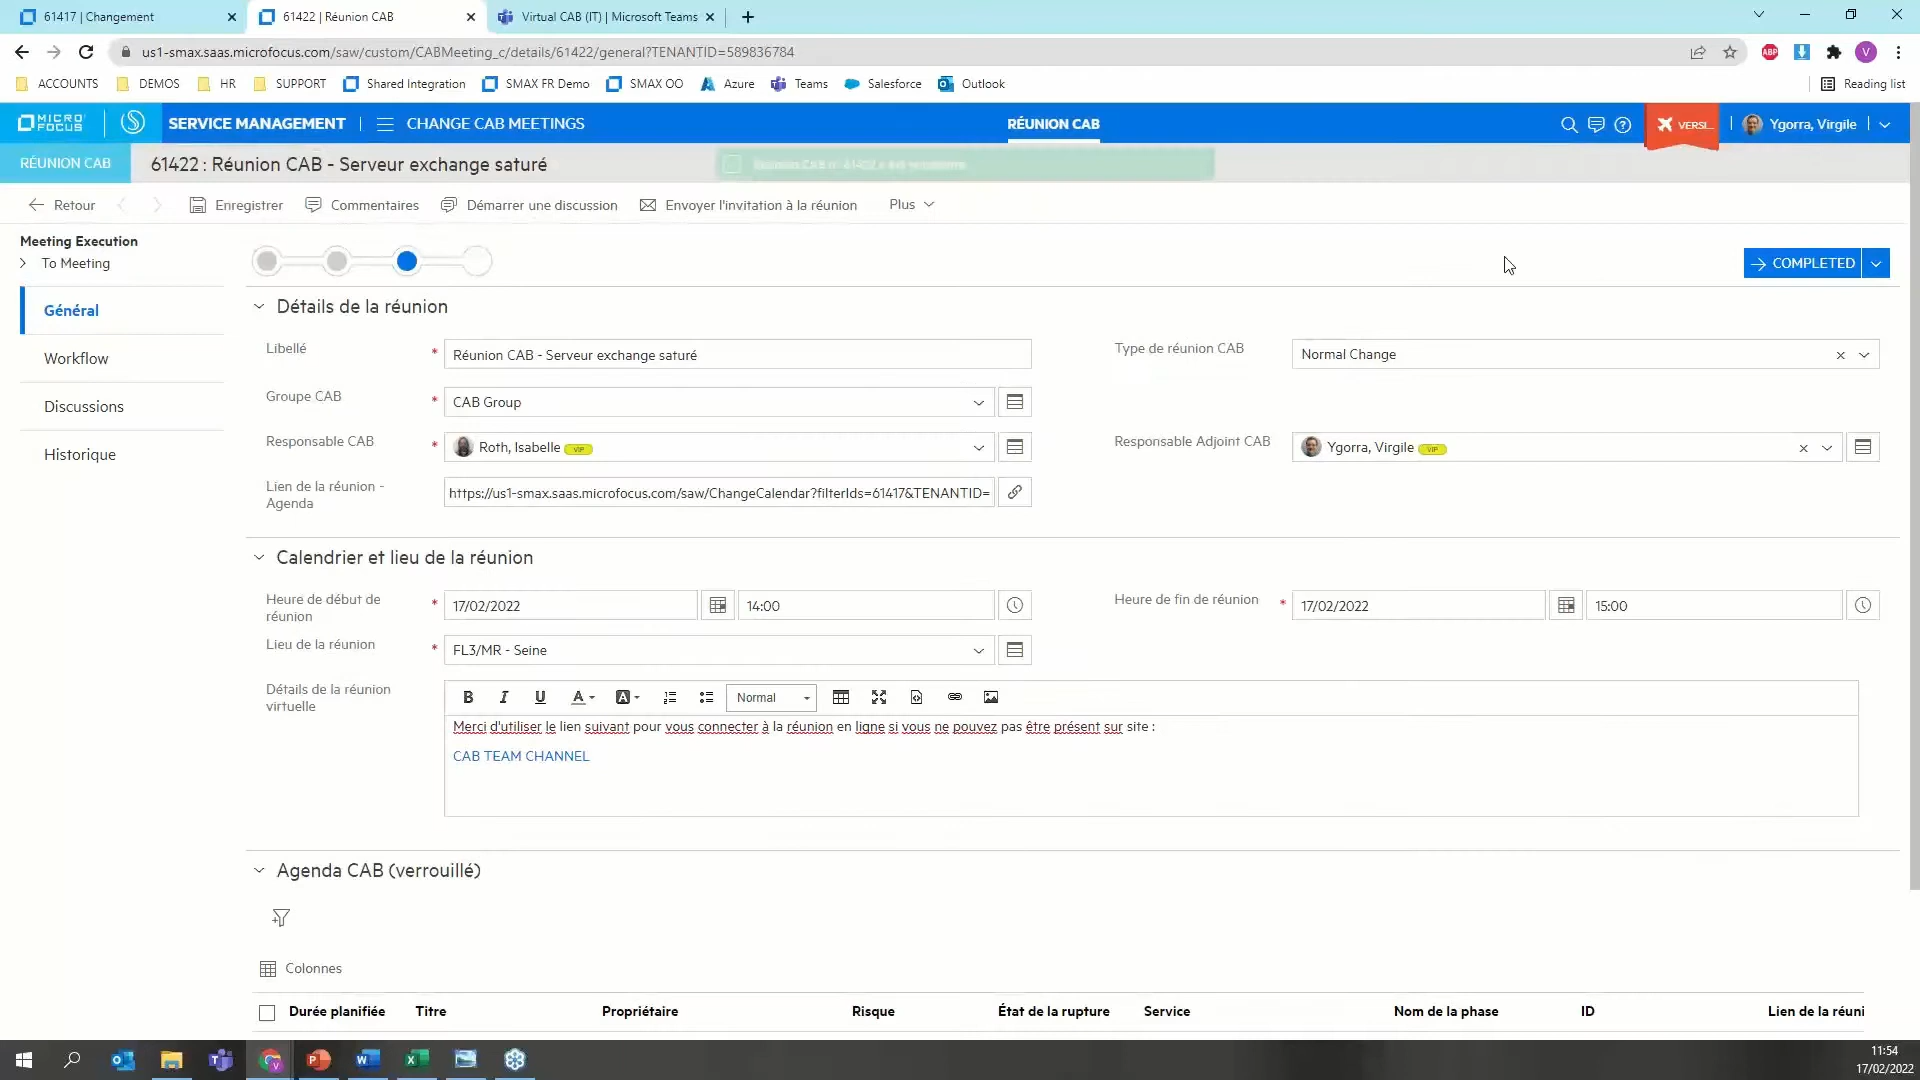 61417 | Changement
61422 | Réunion CAB
Virtual CAB (IT) | Microsoft Teams
us1-smax.saas.microfocus.com/saw/custom/CABMeeting_c/details/61422/general?TENANTID=589836784
ABP
V
ACCOUNTS
DEMOS
HR
SUPPORT
Shared Integration
SMAX FR Demo
SMAX OO
Azure
Teams
Salesforce
Outlook
Reading list
MICRO FOCUS
SERVICE MANAGEMENT
CHANGE CAB MEETINGS
RÉUNION CAB
VERSI...
Ygorra, Virgile
RÉUNION CAB
61422 : Réunion CAB - Serveur exchange saturé
Retour
Enregistrer
Commentaires
Démarrer une discussion
Envoyer l'invitation à la réunion
Plus
Meeting Execution
To Meeting
COMPLETED
Général
Workflow
Discussions
Historique
Détails de la réunion
Libellé * Réunion CAB - Serveur exchange saturé
Type de réunion CAB Normal Change
Groupe CAB * CAB Group
Responsable CAB * Roth, Isabelle VIP
Responsable Adjoint CAB Ygorra, Virgile VIP
Lien de la réunion - Agenda https://us1-smax.saas.microfocus.com/saw/ChangeCalendar?filterIds=61417&TENANTID=
Calendrier et lieu de la réunion
Heure de début de réunion * 17/02/2022 14:00
Heure de fin de réunion * 17/02/2022 15:00
Lieu de la réunion * FL3/MR - Seine
Détails de la réunion virtuelle
B I U A A Normal
Merci d'utiliser le lien suivant pour vous connecter à la réunion en ligne si vous ne pouvez pas être présent sur site :
CAB TEAM CHANNEL
Agenda CAB (verrouillé)
Colonnes
Durée planifiée Titre Propriétaire Risque État de la rupture Service Nom de la phase ID Lien de la réuni
11:54
17/02/2022